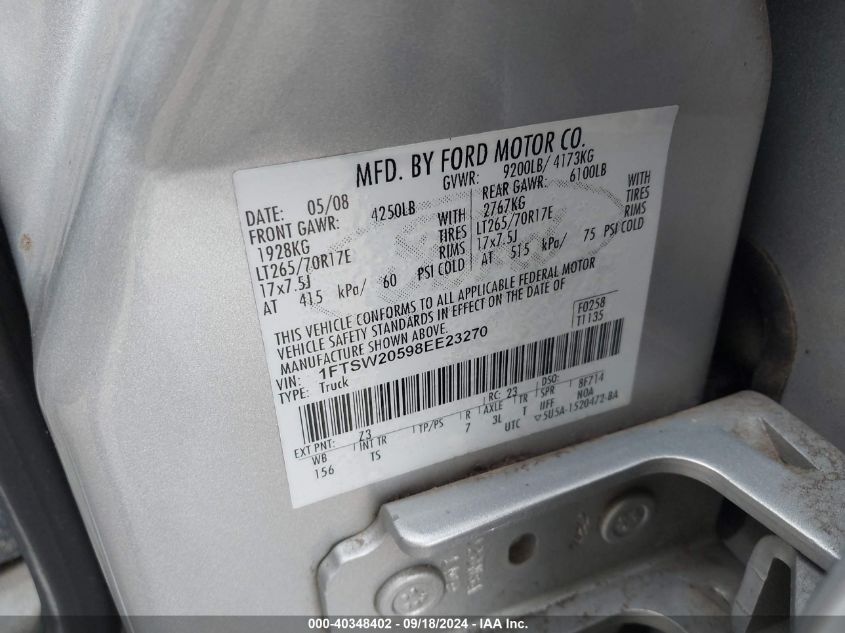 MFD. BY FORD MOTOR CO.
DATE: 05/08 GVWR: 9200LB/ 4173KG
FRONT GAWR: 4250LB REAR GAWR: 6100LB
1928KG WITH 2767KG WITH
LT265/70R17E TIRES LT265/70R17E TIRES
17x7.5J RIMS 17x7.5J RIMS
AT 415 kPa/ 60 PSI COLD AT 515 kPa/ 75 PSI COLD
THIS VEHICLE CONFORMS TO ALL APPLICABLE FEDERAL MOTOR
VEHICLE SAFETY STANDARDS IN EFFECT ON THE DATE OF
MANUFACTURE SHOWN ABOVE.
F0258
T1135
VIN: 1FTSW20598EE23270
TYPE: Truck
EXT PNT: Z3 RC: 23 DSO: 8F714
WB INT TR TP/PS R AXLE TR SPR NOA
156 TS 7 3L T IIFF
UTC ▽5U5A-1520472-BA
000-40348402 - 09/18/2024 - IAA Inc.